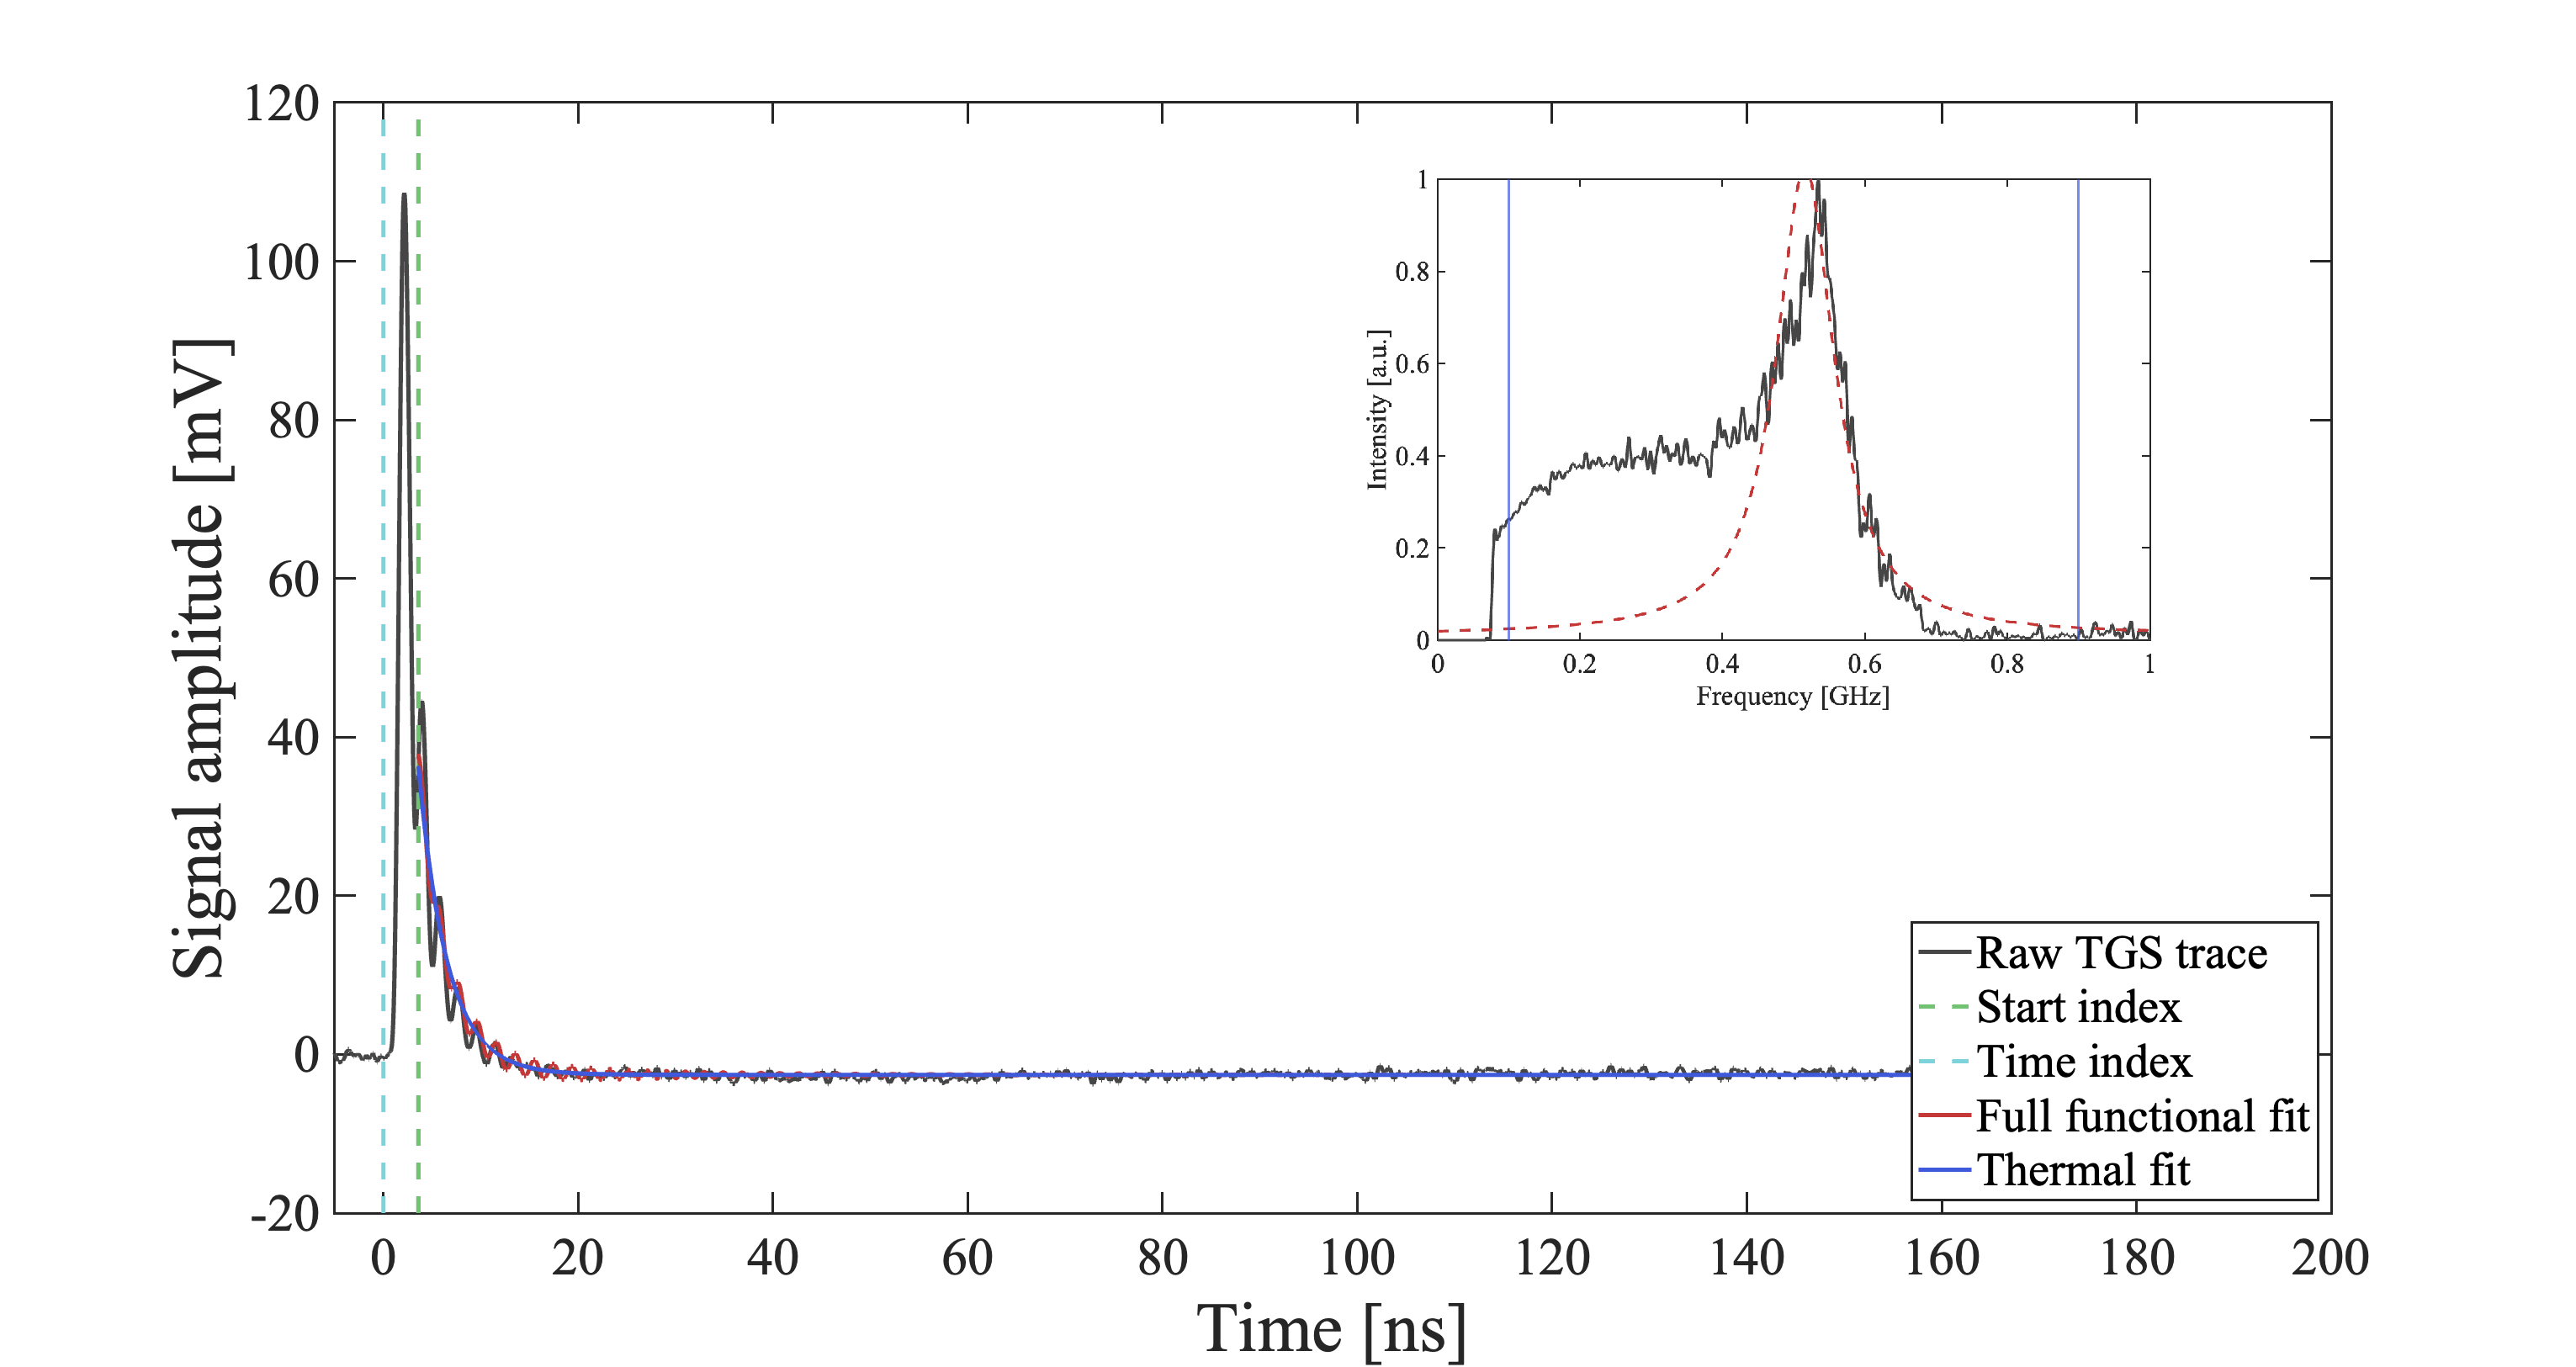 Signal amplitude [mV]
120
100
80
60
40
20
0
-20
0 20 40 60 80 100 120 140 160 180 200
Time [ns]
Intensity [a.u.]
1
0.8
0.6
0.4
0.2
0
0 0.2 0.4 0.6 0.8 1
Frequency [GHz]
Raw TGS trace
Start index
Time index
Full functional fit
Thermal fit